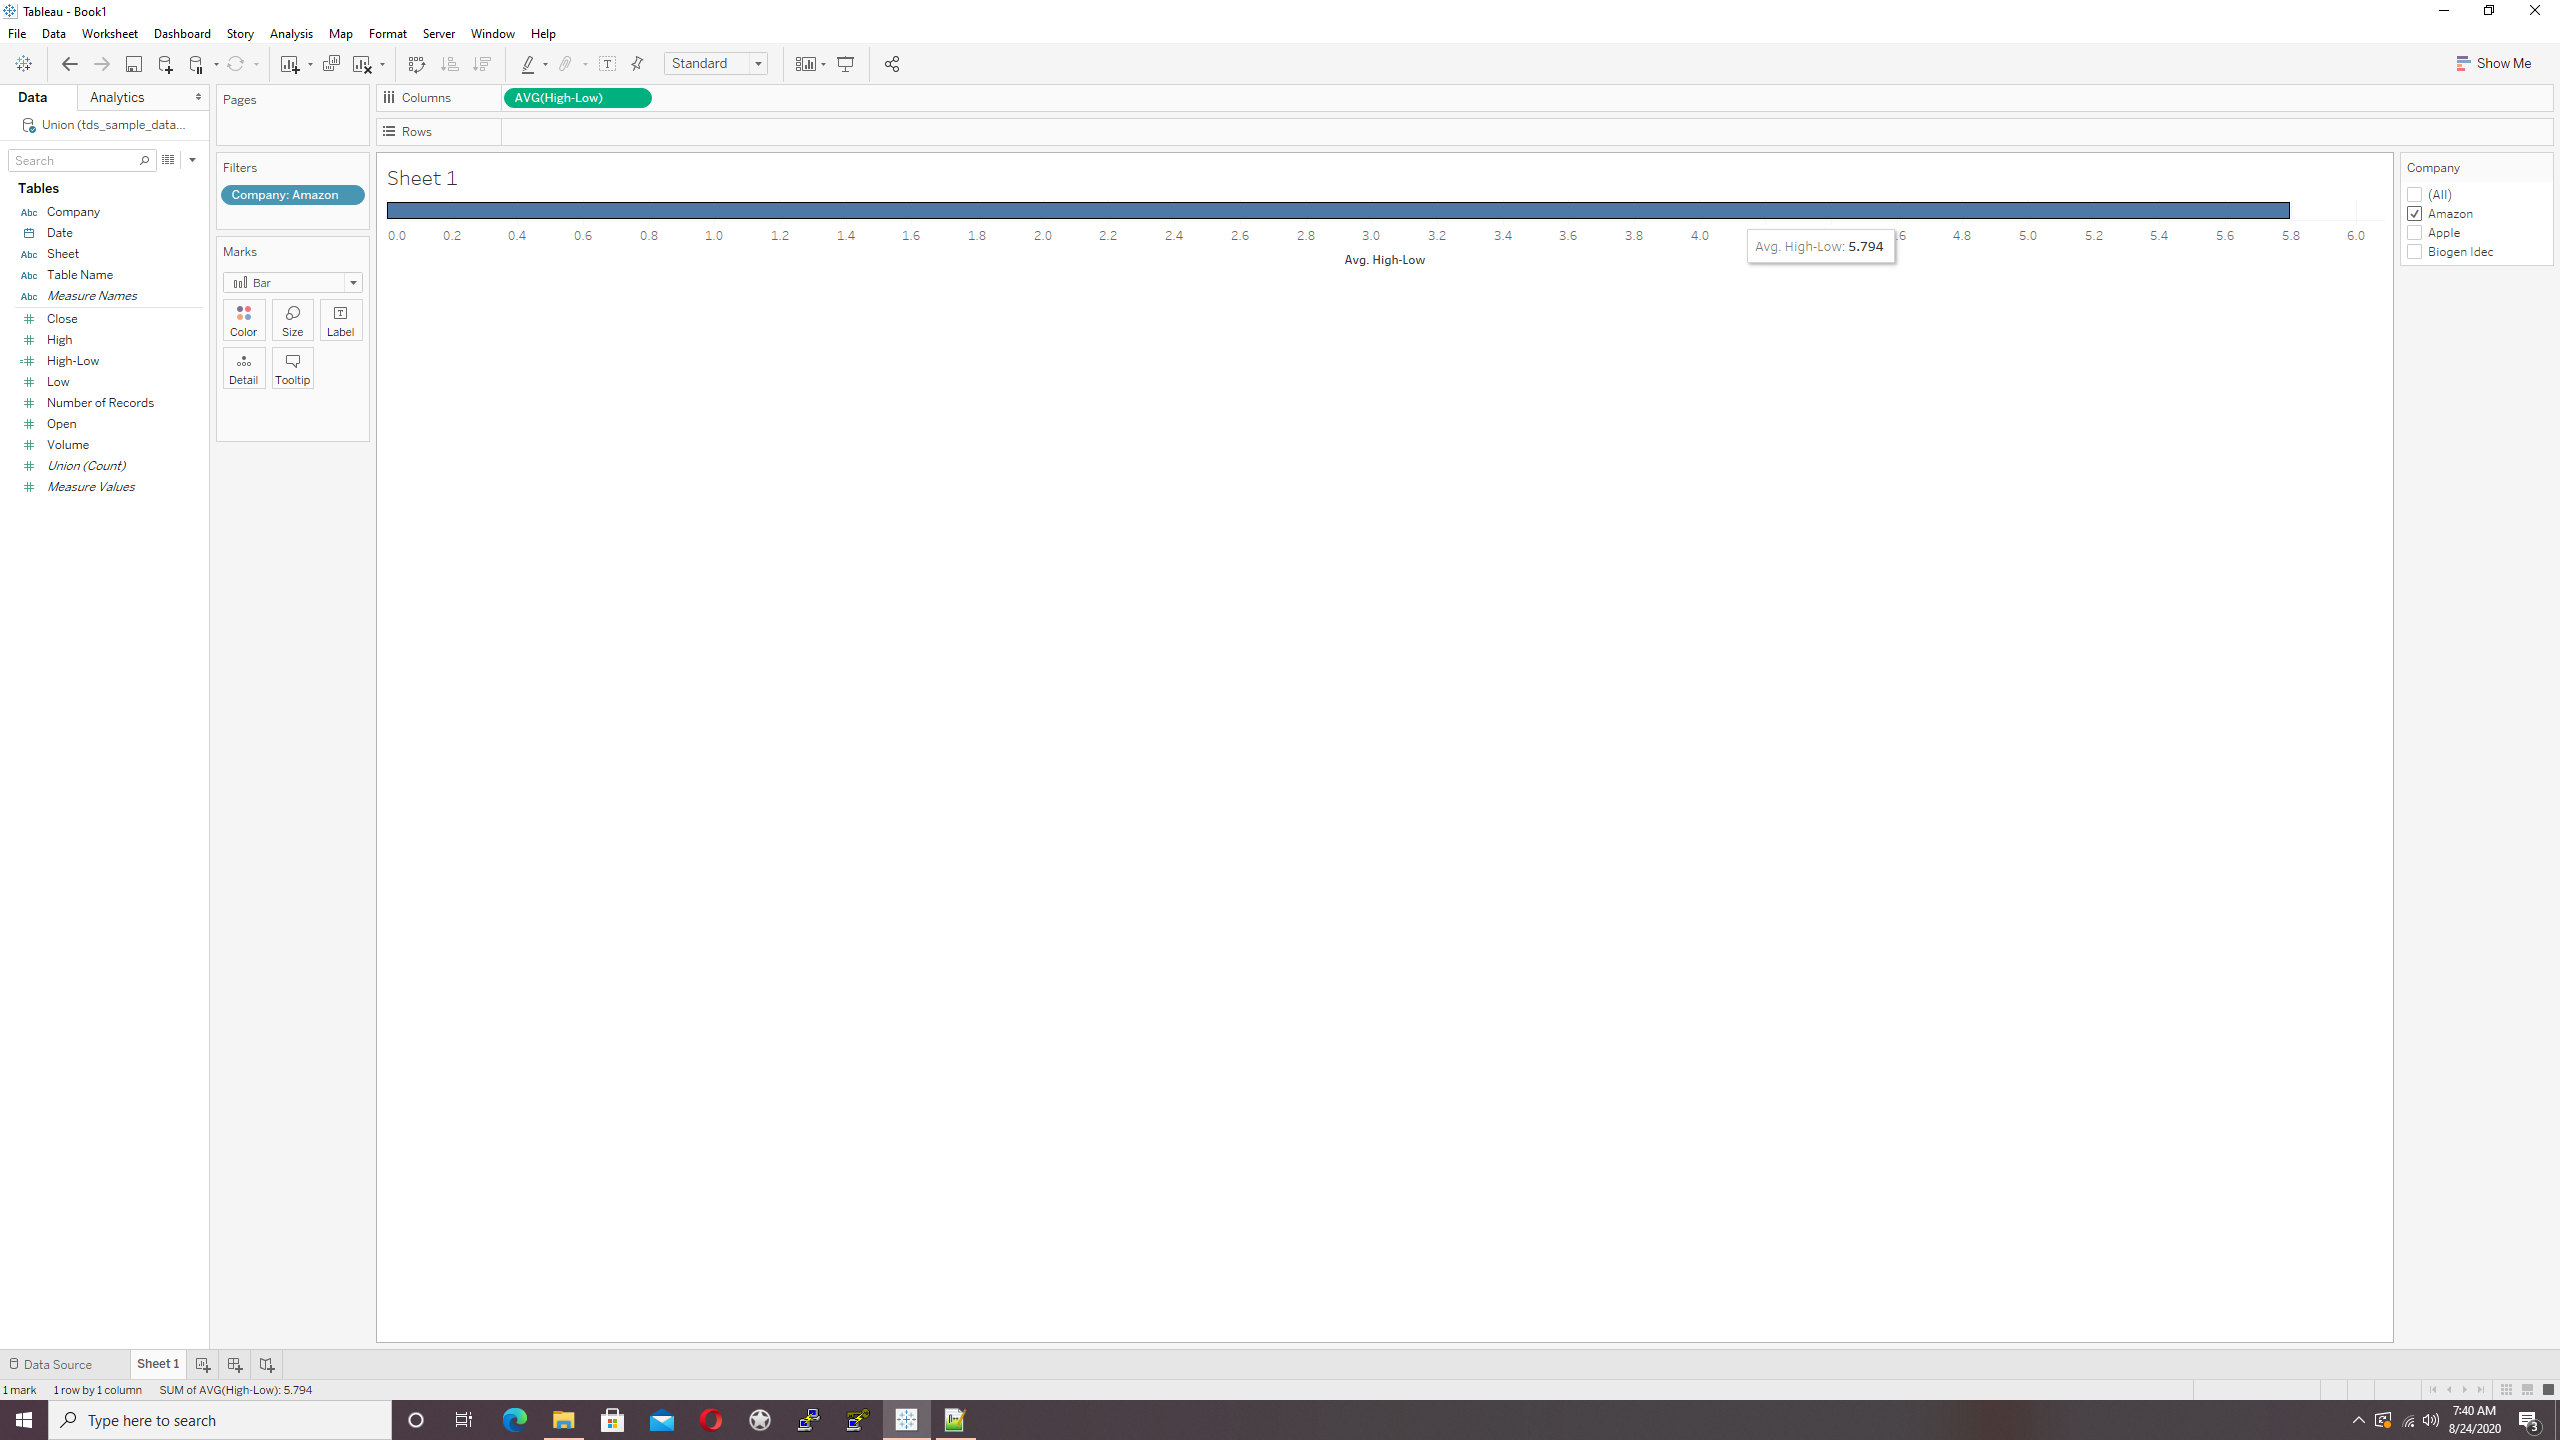 Tableau - Book1
File Data Worksheet Dashboard Story Analysis Map Format Server Window Help
Standard
Show Me
Data Analytics
Union (tds_sample_data...
Search
Tables
Abc Company
Date
Abc Sheet
Abc Table Name
Abc Measure Names
Close
High
High-Low
Low
Number of Records
Open
Volume
Union (Count)
Measure Values
Pages
Filters
Company: Amazon
Marks
Bar
Color Size Label
Detail Tooltip
Columns AVG(High-Low)
Rows
Sheet 1
0.0 0.2 0.4 0.6 0.8 1.0 1.2 1.4 1.6 1.8 2.0 2.2 2.4 2.6 2.8 3.0 3.2 3.4 3.6 3.8 4.0 4.8 5.0 5.2 5.4 5.6 5.8 6.0
Avg. High-Low: 5.794
Avg. High-Low
Company
(All)
Amazon
Apple
Biogen Idec
Data Source Sheet 1
1 mark 1 row by 1 column SUM of AVG(High-Low): 5.794
Type here to search
7:40 AM
8/24/2020
3